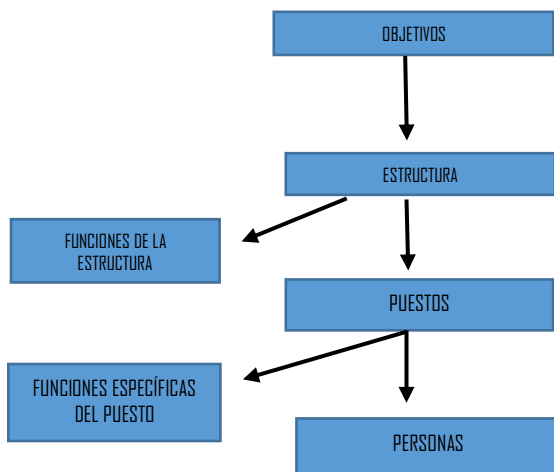 OBJETIVOS
ESTRUCTURA
FUNCIONES DE LA
ESTRUCTURA
PUESTOS
FUNCIONES ESPECÍFICAS
DEL PUESTO
PERSONAS